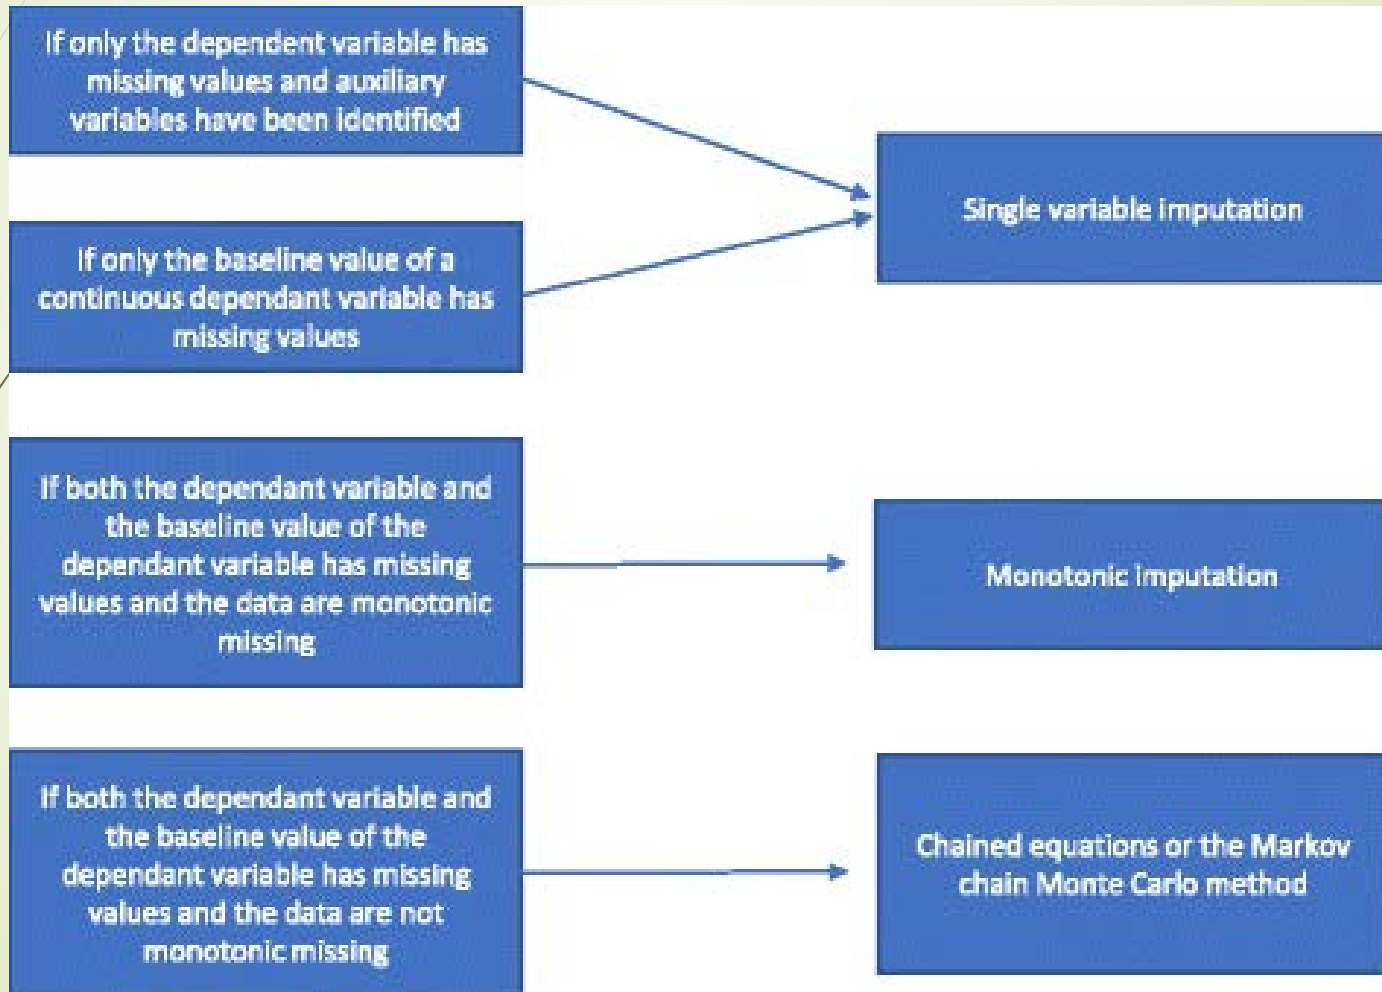 If only the dependent variable has
missing values and auxiliary
variables have been identified
Single variable imputation
If only the baseline value of a
continuous dependant variable has
missing values
If both the dependant variable and
the baseline value of the
dependant variable has missing
values and the data are monotonic
missing
Monotonic imputation
If both the dependant variable and
the baseline value of the
dependant variable has missing
values and the data are not
monotonic missing
Chained equations or the Markov
chain Monte Carlo method